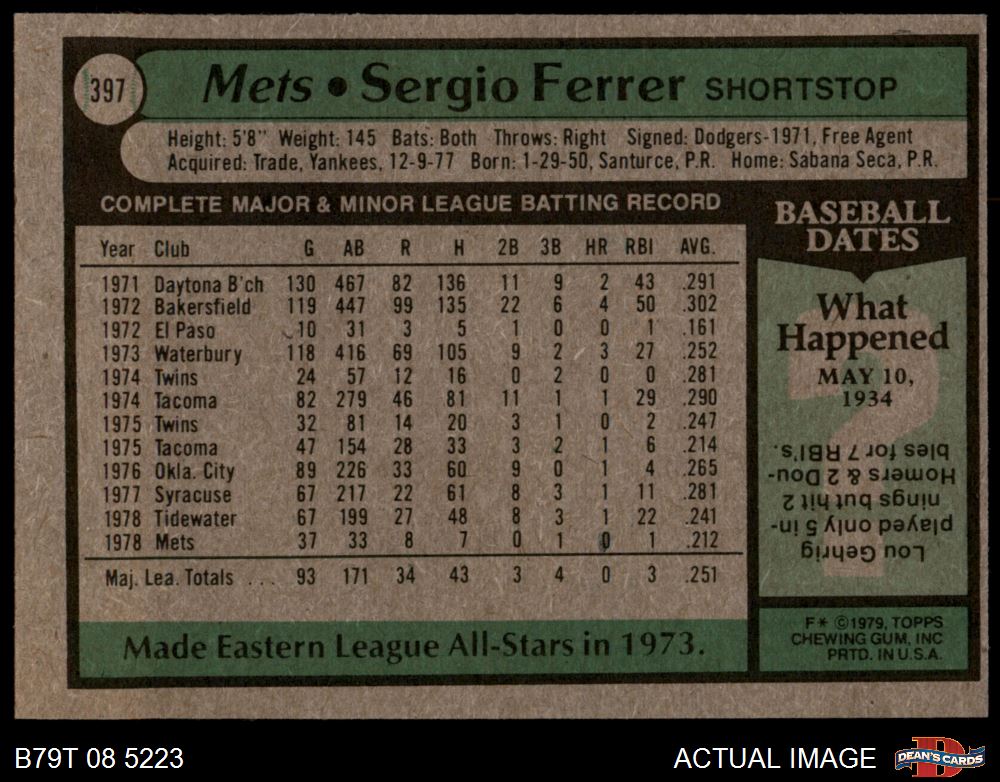 397
Mets • Sergio Ferrer SHORTSTOP
Height: 5'8" Weight: 145 Bats: Both Throws: Right Signed: Dodgers-1971, Free Agent
Acquired: Trade, Yankees, 12-9-77 Born: 1-29-50, Santurce, P.R. Home: Sabana Seca, P.R.
COMPLETE MAJOR & MINOR LEAGUE BATTING RECORD
Year Club G AB R H 2B 3B HR RBI AVG.
1971 Daytona B'ch 130 467 82 136 11 9 2 43 .291
1972 Bakersfield 119 447 99 135 22 6 4 50 .302
1972 El Paso 10 31 3 5 1 0 0 1 .161
1973 Waterbury 118 416 69 105 9 2 3 27 .252
1974 Twins 24 57 12 16 0 2 0 0 .281
1974 Tacoma 82 279 46 81 11 1 1 29 .290
1975 Twins 32 81 14 20 3 1 0 2 .247
1975 Tacoma 47 154 28 33 3 2 1 6 .214
1976 Okla. City 89 226 33 60 9 0 1 4 .265
1977 Syracuse 67 217 22 61 8 3 1 11 .281
1978 Tidewater 67 199 27 48 8 3 1 22 .241
1978 Mets 37 33 8 7 0 1 0 1 .212
Maj. Lea. Totals ... 93 171 34 43 3 4 0 3 .251
Made Eastern League All-Stars in 1973.
BASEBALL
DATES
What
Happened
MAY 10,
1934
Lou Gehrig
played only 5 in-
nings but hit 2
Homers & 2 Dou-
bles for 7 RBI's.
F* ©1979, TOPPS
CHEWING GUM, INC
PRTD. IN U.S.A.
B79T 08 5223
ACTUAL IMAGE
D
DEAN'S CARDS